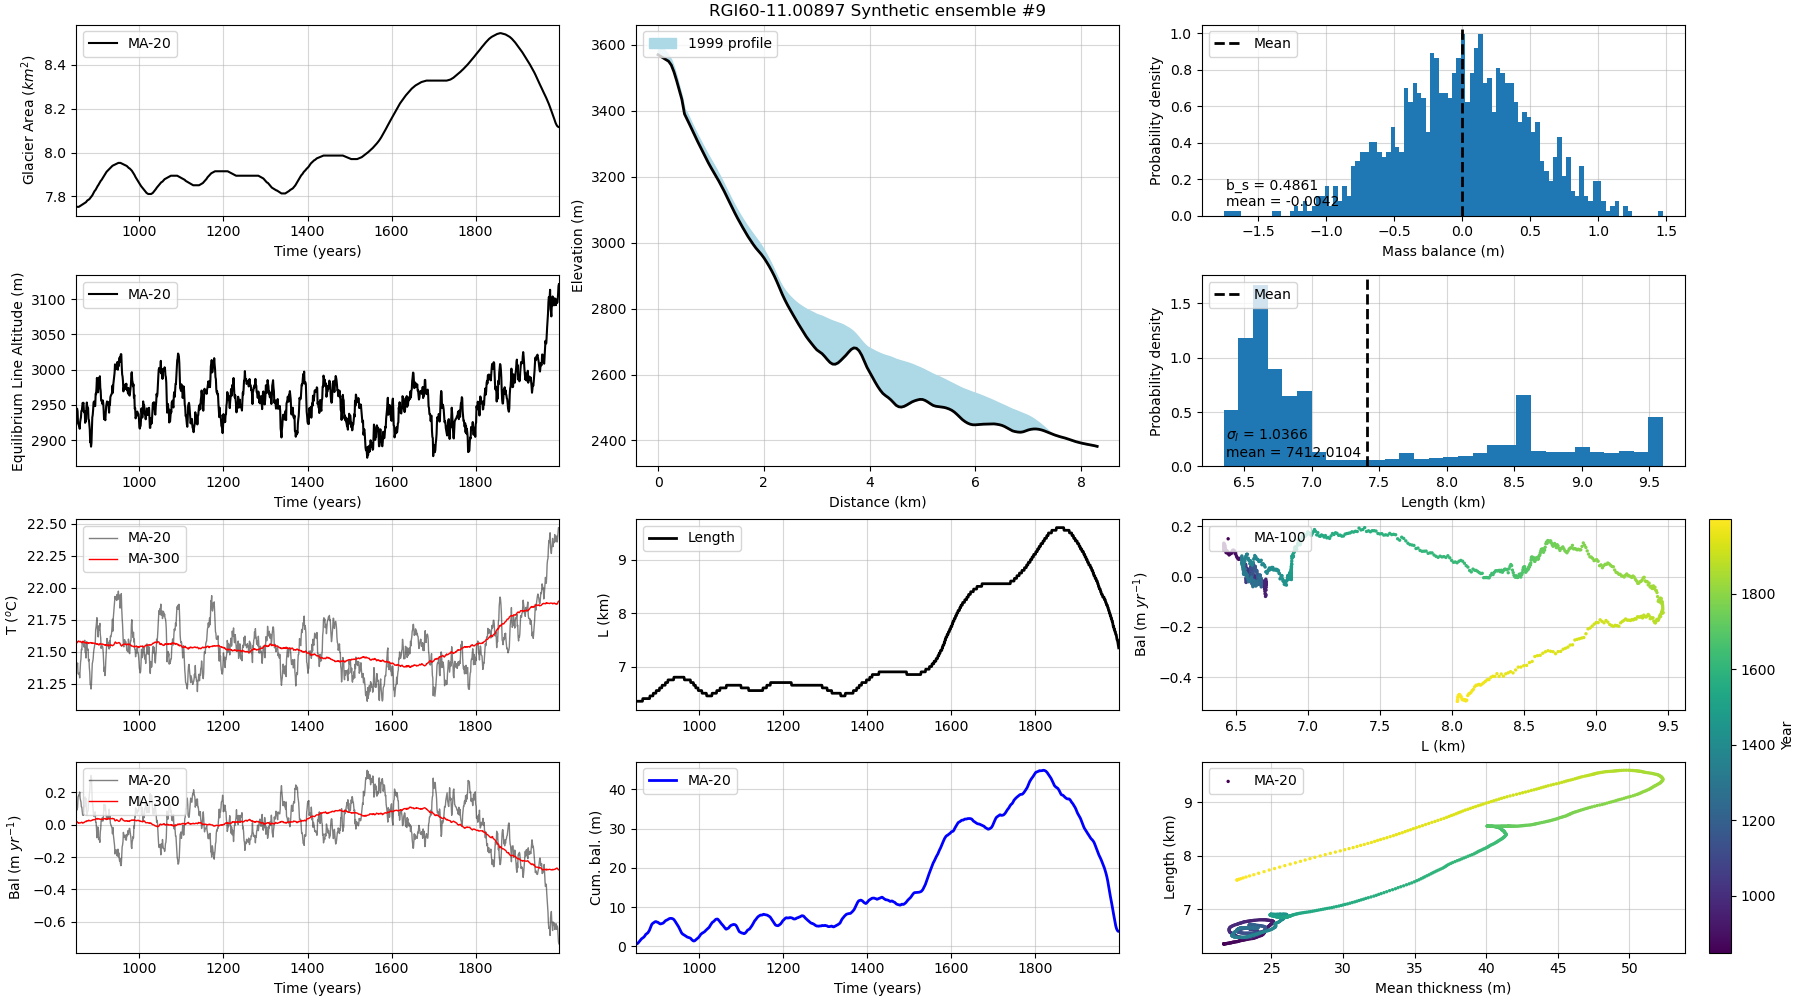 RGI60-11.00897 Synthetic ensemble #9
MA-20
Glacier Area (km²)
8.4
8.2
8.0
7.8
1000 1200 1400 1600 1800
Time (years)
MA-20
Equilibrium Line Altitude (m)
3100
3050
3000
2950
2900
1000 1200 1400 1600 1800
Time (years)
1999 profile
Elevation (m)
3600
3400
3200
3000
2800
2600
2400
0 2 4 6 8
Distance (km)
Mean
Probability density
1.0
0.8
0.6
0.4
0.2
0.0
b_s = 0.4861
mean = -0.0042
−1.5 −1.0 −0.5 0.0 0.5 1.0 1.5
Mass balance (m)
Mean
Probability density
1.5
1.0
0.5
0.0
σl = 1.0366
mean = 7412.0104
6.5 7.0 7.5 8.0 8.5 9.0 9.5
Length (km)
MA-20
MA-300
T (°C)
22.50
22.25
22.00
21.75
21.50
21.25
1000 1200 1400 1600 1800
Length
L (km)
9
8
7
1000 1200 1400 1600 1800
MA-100
Bal (m yr⁻¹)
0.2
0.0
−0.2
−0.4
6.5 7.0 7.5 8.0 8.5 9.0 9.5
L (km)
MA-20
MA-300
Bal (m yr⁻¹)
0.2
0.0
−0.2
−0.4
−0.6
1000 1200 1400 1600 1800
Time (years)
MA-20
Cum. bal. (m)
40
30
20
10
0
1000 1200 1400 1600 1800
Time (years)
MA-20
Length (km)
9
8
7
25 30 35 40 45 50
Mean thickness (m)
1800
1600
1400
1200
1000
Year